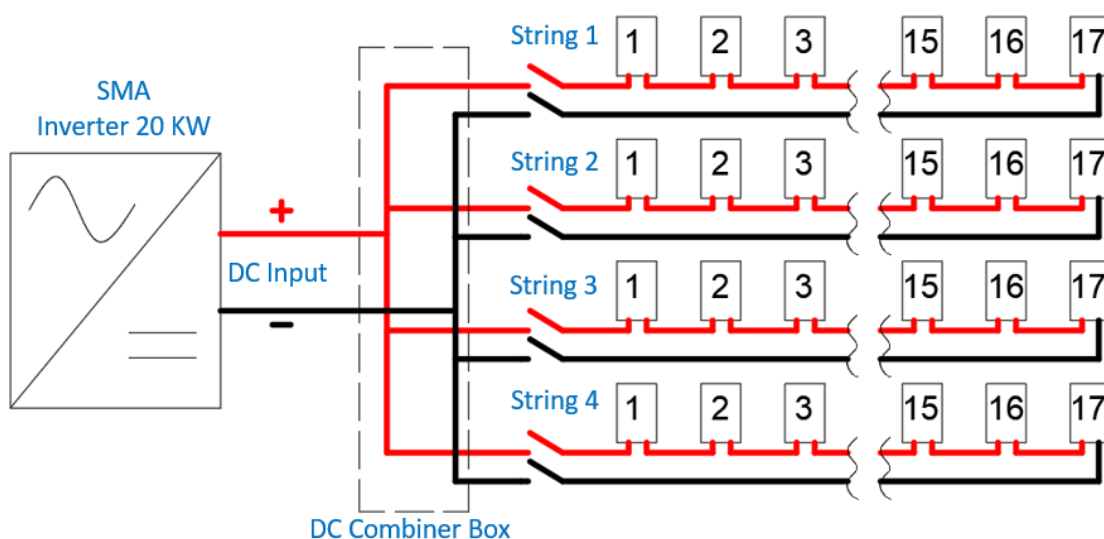 String 1
1 2 3 15 16 17
SMA
Inverter 20 KW
String 2
1 2 3 15 16 17
+
DC Input
−
String 3
1 2 3 15 16 17
String 4
1 2 3 15 16 17
DC Combiner Box